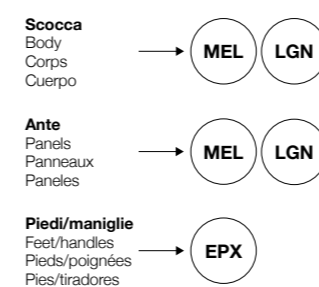 Scocca
Body
Corps
Cuerpo
MEL
LGN
Ante
Panels
Panneaux
Paneles
MEL
LGN
Piedi/maniglie
Feet/handles
Pieds/poignées
Pies/tiradores
EPX